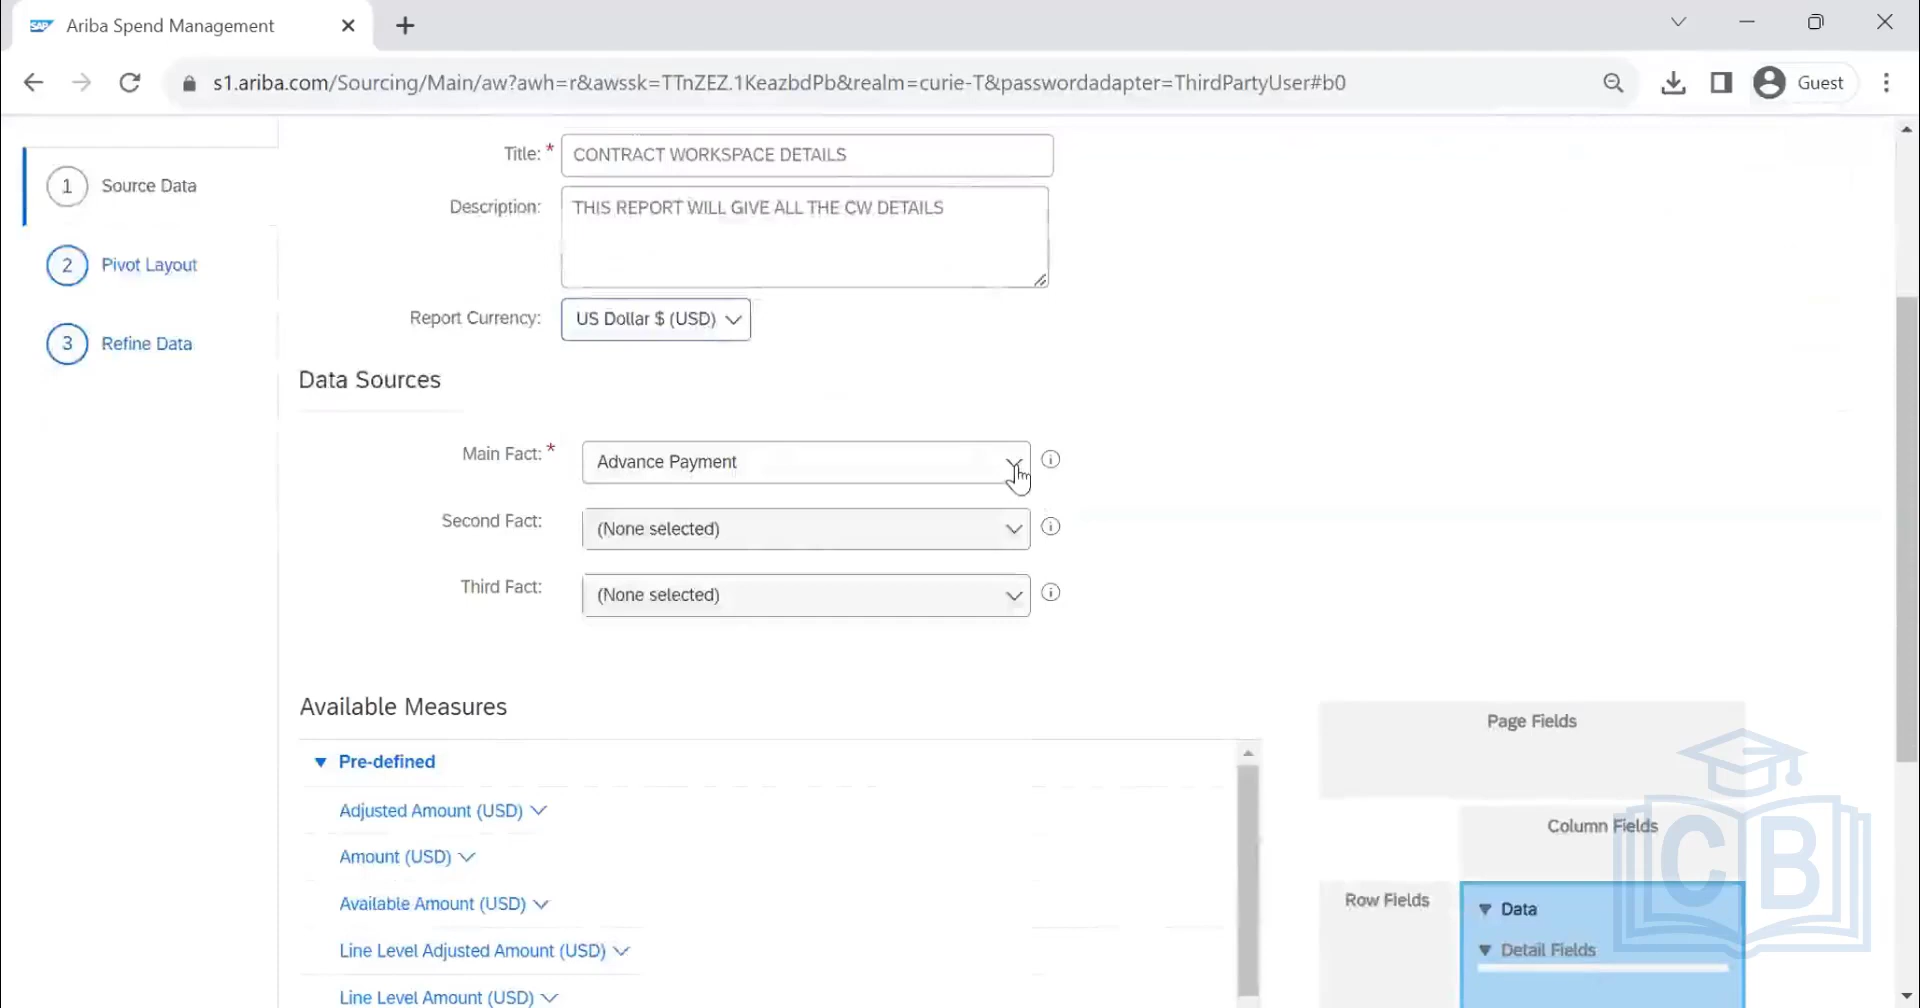 SAP Ariba Spend Management
s1.ariba.com/Sourcing/Main/aw?awh=r&awssk=TTnZEZ.1KeazbdPb&realm=curie-T&passwordadapter=ThirdPartyUser#b0
Guest
1 Source Data
2 Pivot Layout
3 Refine Data
Title: * CONTRACT WORKSPACE DETAILS
Description: THIS REPORT WILL GIVE ALL THE CW DETAILS
Report Currency: US Dollar $ (USD)
Data Sources
Main Fact: * Advance Payment
Second Fact: (None selected)
Third Fact: (None selected)
Available Measures
Pre-defined
Adjusted Amount (USD)
Amount (USD)
Available Amount (USD)
Line Level Adjusted Amount (USD)
Line Level Amount (USD)
Page Fields
Column Fields
Row Fields
Data
Detail Fields
CB